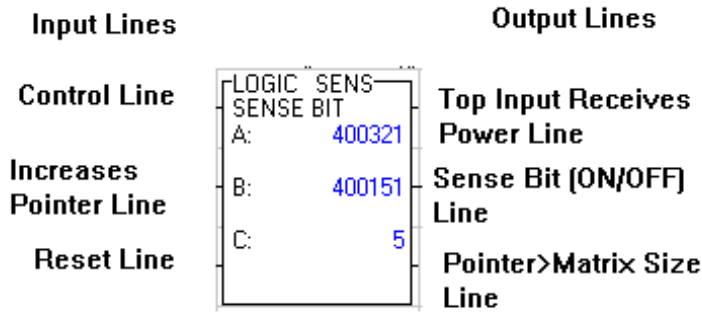 Input Lines
Output Lines
Control Line
LOGIC SENS
SENSE BIT
A: 400321
Top Input Receives
Power Line
Increases
Pointer Line
B: 400151
Sense Bit (ON/OFF)
Line
Reset Line
C: 5
Pointer>Matrix Size
Line